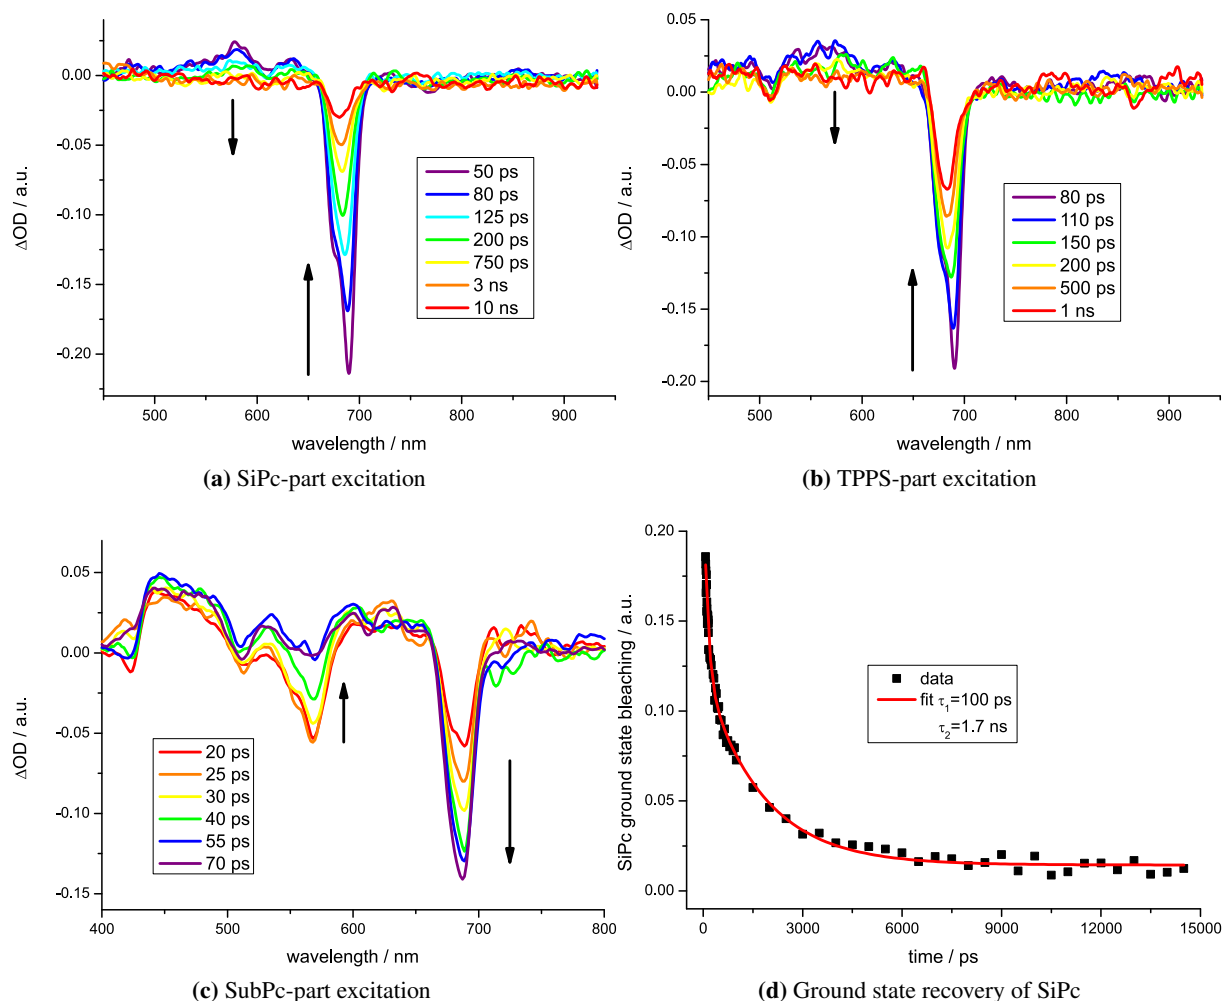 0.00
-0.05
-0.10
-0.15
-0.20
ΔOD / a.u.
500
600
700
800
900
wavelength / nm
50 ps
80 ps
125 ps
200 ps
750 ps
3 ns
10 ns
(a) SiPc-part excitation
0.05
0.00
-0.05
-0.10
-0.15
-0.20
ΔOD / a.u.
500
600
700
800
900
wavelength / nm
80 ps
110 ps
150 ps
200 ps
500 ps
1 ns
(b) TPPS-part excitation
0.05
0.00
-0.05
-0.10
-0.15
ΔOD / a.u.
400
500
600
700
800
wavelength / nm
20 ps
25 ps
30 ps
40 ps
55 ps
70 ps
(c) SubPc-part excitation
0.20
0.15
0.10
0.05
0.00
SiPc ground state bleaching / a.u.
0
3000
6000
9000
12000
15000
time / ps
data
fit τ₁=100 ps
τ₂=1.7 ns
(d) Ground state recovery of SiPc